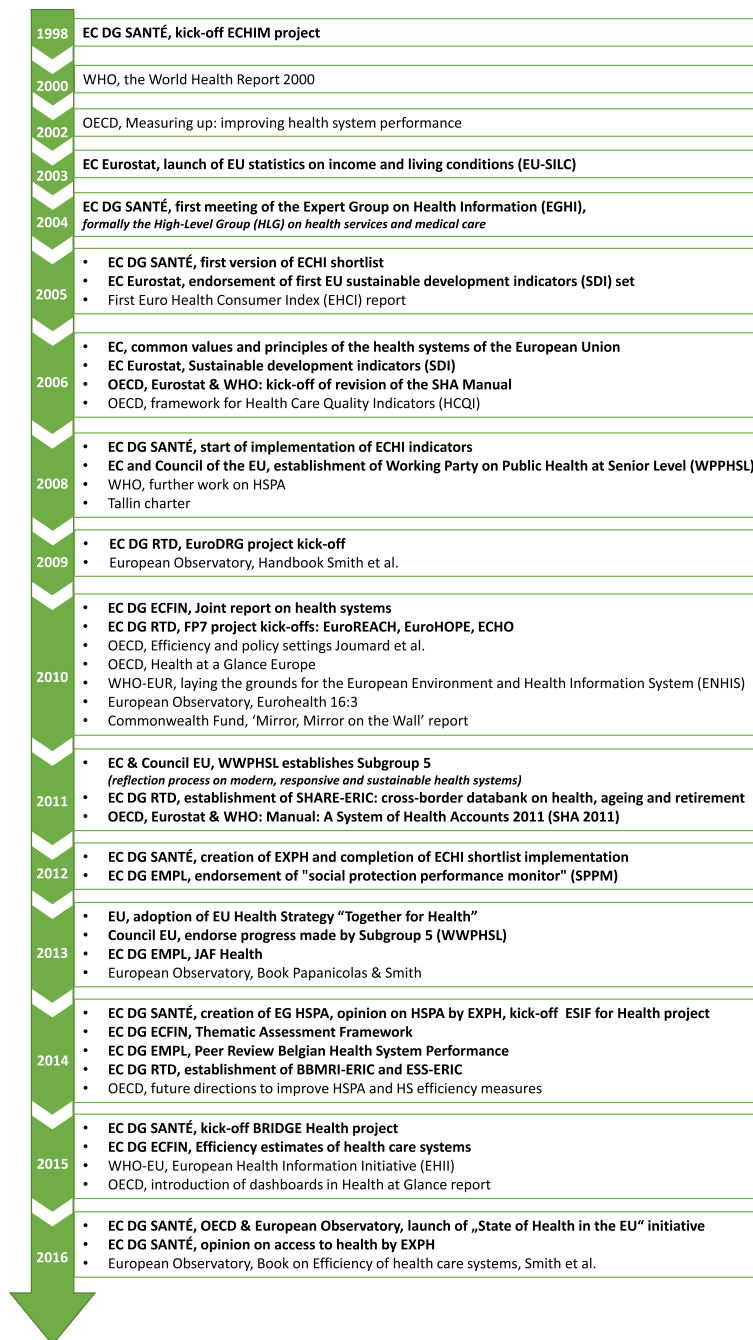 1998
EC DG SANTÉ, kick-off ECHIM project
2000
WHO, the World Health Report 2000
2002
OECD, Measuring up: improving health system performance
2003
EC Eurostat, launch of EU statistics on income and living conditions (EU-SILC)
2004
EC DG SANTÉ, first meeting of the Expert Group on Health Information (EGHI),
formally the High-Level Group (HLG) on health services and medical care
2005
• EC DG SANTÉ, first version of ECHI shortlist
• EC Eurostat, endorsement of first EU sustainable development indicators (SDI) set
• First Euro Health Consumer Index (EHCI) report
2006
• EC, common values and principles of the health systems of the European Union
• EC Eurostat, Sustainable development indicators (SDI)
• OECD, Eurostat & WHO: kick-off of revision of the SHA Manual
• OECD, framework for Health Care Quality Indicators (HCQI)
2008
• EC DG SANTÉ, start of implementation of ECHI indicators
• EC and Council of the EU, establishment of Working Party on Public Health at Senior Level (WPPHSL)
• WHO, further work on HSPA
• Tallin charter
2009
• EC DG RTD, EuroDRG project kick-off
• European Observatory, Handbook Smith et al.
2010
• EC DG ECFIN, Joint report on health systems
• EC DG RTD, FP7 project kick-offs: EuroREACH, EuroHOPE, ECHO
• OECD, Efficiency and policy settings Joumard et al.
• OECD, Health at a Glance Europe
• WHO-EUR, laying the grounds for the European Environment and Health Information System (ENHIS)
• European Observatory, Eurohealth 16:3
• Commonwealth Fund, ‘Mirror, Mirror on the Wall’ report
2011
• EC & Council EU, WWPHSL establishes Subgroup 5
(reflection process on modern, responsive and sustainable health systems)
• EC DG RTD, establishment of SHARE-ERIC: cross-border databank on health, ageing and retirement
• OECD, Eurostat & WHO: Manual: A System of Health Accounts 2011 (SHA 2011)
2012
• EC DG SANTÉ, creation of EXPH and completion of ECHI shortlist implementation
• EC DG EMPL, endorsement of "social protection performance monitor" (SPPM)
2013
• EU, adoption of EU Health Strategy “Together for Health”
• Council EU, endorse progress made by Subgroup 5 (WWPHSL)
• EC DG EMPL, JAF Health
• European Observatory, Book Papanicolas & Smith
2014
• EC DG SANTÉ, creation of EG HSPA, opinion on HSPA by EXPH, kick-off ESIF for Health project
• EC DG ECFIN, Thematic Assessment Framework
• EC DG EMPL, Peer Review Belgian Health System Performance
• EC DG RTD, establishment of BBMRI-ERIC and ESS-ERIC
• OECD, future directions to improve HSPA and HS efficiency measures
2015
• EC DG SANTÉ, kick-off BRIDGE Health project
• EC DG ECFIN, Efficiency estimates of health care systems
• WHO-EU, European Health Information Initiative (EHII)
• OECD, introduction of dashboards in Health at Glance report
2016
• EC DG SANTÉ, OECD & European Observatory, launch of „State of Health in the EU“ initiative
• EC DG SANTÉ, opinion on access to health by EXPH
• European Observatory, Book on Efficiency of health care systems, Smith et al.